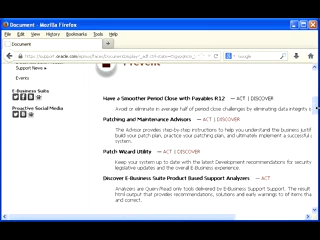 Document - Mozilla Firefox
File Edit View History Bookmarks Tools Help
Document
oracle.com
Google
Support News
Events
E-Business Suite
Proactive Social Media
Prevent
Have a Smoother Period Close with Payables R12 — ACT | DISCOVER
Avoid or eliminate in average half of period close challenges by eliminating data integrity
Patching and Maintenance Advisors — ACT | DISCOVER
The Advisor provides step-by-step instructions to help you understand the business justifi
build your patch plan, practice your patching plan, and ultimately implement a successful
system.
Patch Wizard Utility — ACT | DISCOVER
Keep your system up to date with the latest Development recommendations for security
legislative updates and the overall E-Business experience.
Discover E-Business Suite Product Based Support Analyzers — ACT
Analyzers are Query/Read only tools delivered by E-Business Support Support. The result
html output that provides recommendations, solutions and early warnings to of items tha
and correct.